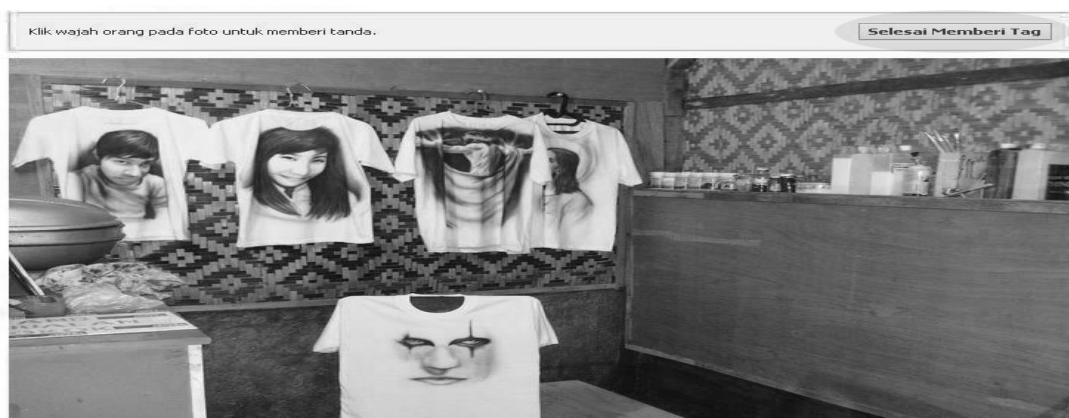 Klik wajah orang pada foto untuk memberi tanda.
Selesai Memberi Tag